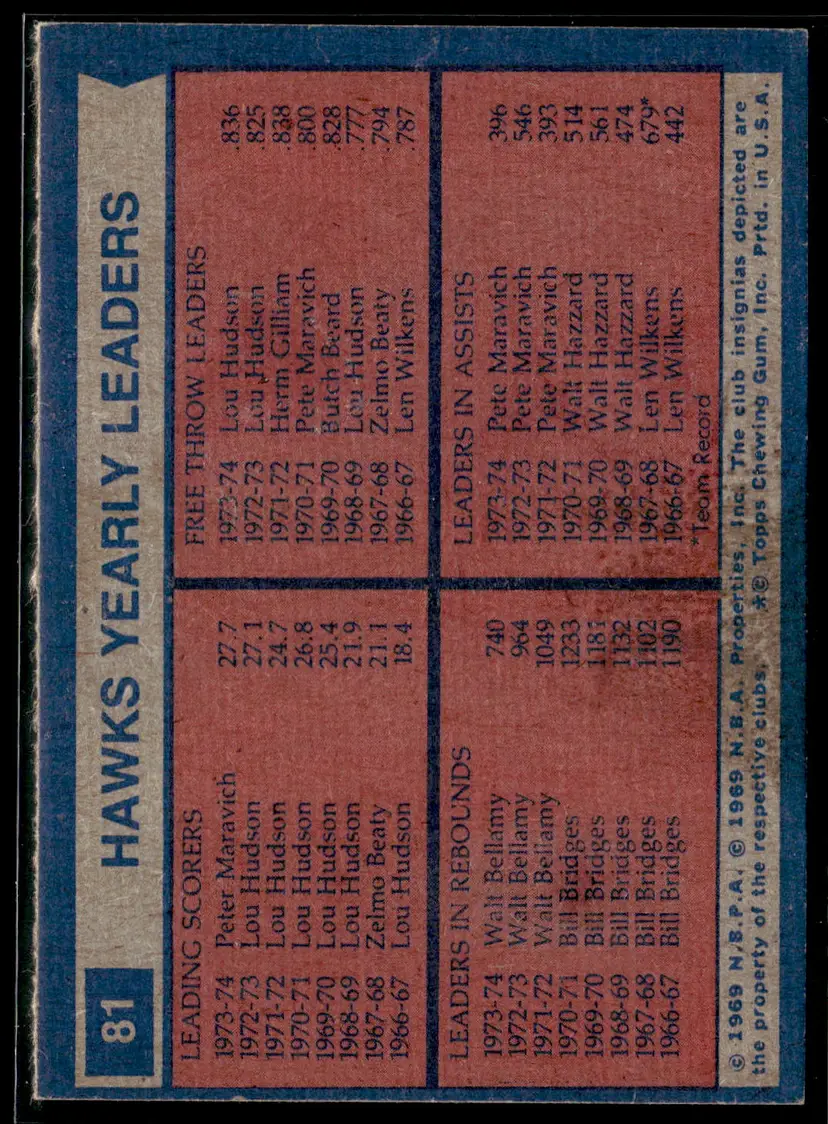 81
HAWKS YEARLY LEADERS
LEADING SCORERS
1973-74 Peter Maravich 27.7
1972-73 Lou Hudson 27.1
1971-72 Lou Hudson 24.7
1970-71 Lou Hudson 26.8
1969-70 Lou Hudson 25.4
1968-69 Lou Hudson 21.9
1967-68 Zelmo Beaty 21.1
1966-67 Lou Hudson 18.4
FREE THROW LEADERS
1973-74 Lou Hudson .836
1972-73 Lou Hudson .825
1971-72 Herm Gilliam .838
1970-71 Pete Maravich .800
1969-70 Butch Beard .828
1968-69 Lou Hudson .777
1967-68 Zelmo Beaty .794
1966-67 Len Wilkens .787
LEADERS IN REBOUNDS
1973-74 Walt Bellamy 740
1972-73 Walt Bellamy 964
1971-72 Walt Bellamy 1049
1970-71 Bill Bridges 1233
1969-70 Bill Bridges 1181
1968-69 Bill Bridges 1132
1967-68 Bill Bridges 1102
1966-67 Bill Bridges 1190
LEADERS IN ASSISTS
1973-74 Pete Maravich 396
1972-73 Pete Maravich 546
1971-72 Pete Maravich 393
1970-71 Walt Hazzard 514
1969-70 Walt Hazzard 561
1968-69 Walt Hazzard 474
1967-68 Len Wilkens 679*
1966-67 Len Wilkens 442
*Team Record
© 1969 N.B.P.A. © 1969 N.B.A. Properties, Inc. The club insignias depicted are
the property of the respective clubs. *© Topps Chewing Gum, Inc. Prtd. in U.S.A.